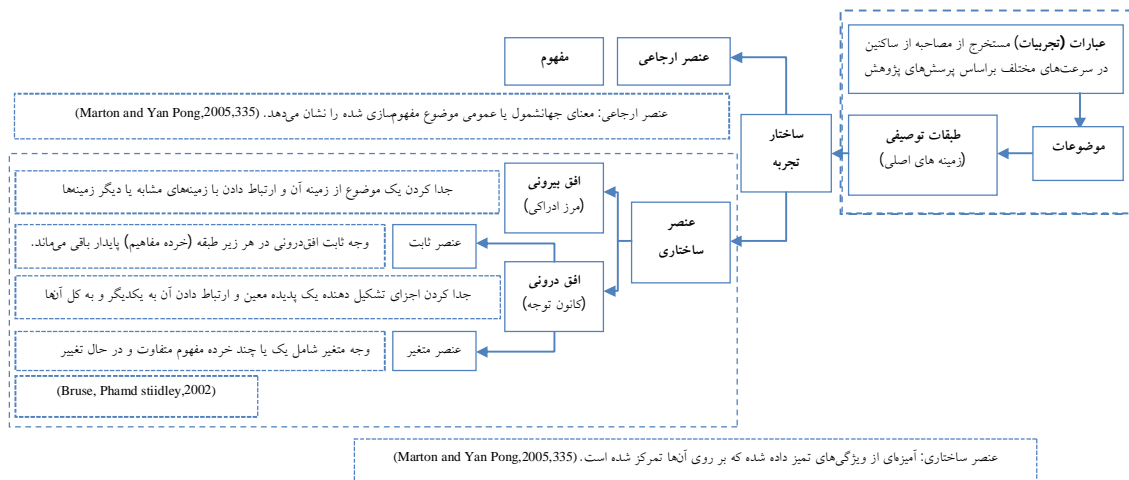 عبارات (تجربیات) مستخرج از مصاحبه از ساکنین
در سرعت‌های مختلف براساس پرسش‌های پژوهش
موضوعات
طبقات توصیفی
(زمینه های اصلی)
ساختار
تجربه
عنصر ارجاعی
مفهوم
عنصر ارجاعی: معنای جهانشمول یا عمومی موضوع مفهوم‌سازی شده را نشان می‌دهد. (Marton and Yan Pong,2005,335)
عنصر
ساختاری
افق بیرونی
(مرز ادراکی)
جدا کردن یک موضوع از زمینه آن و ارتباط دادن با زمینه‌های مشابه یا دیگر زمینه‌ها
عنصر ثابت
وجه ثابت افق‌درونی در هر زیر طبقه (خرده مفاهیم) پایدار باقی می‌ماند.
افق درونی
(کانون توجه)
جدا کردن اجزای تشکیل دهنده یک پدیده معین و ارتباط دادن آن به یکدیگر و به کل آن‌ها
عنصر متغیر
وجه متغیر شامل یک یا چند خرده مفهوم متفاوت و در حال تغییر
(Bruse, Phamd stiidley,2002)
عنصر ساختاری: آمیزه‌ای از ویژگی‌های تمیز داده شده که بر روی آن‌ها تمرکز شده است. (Marton and Yan Pong,2005,335)